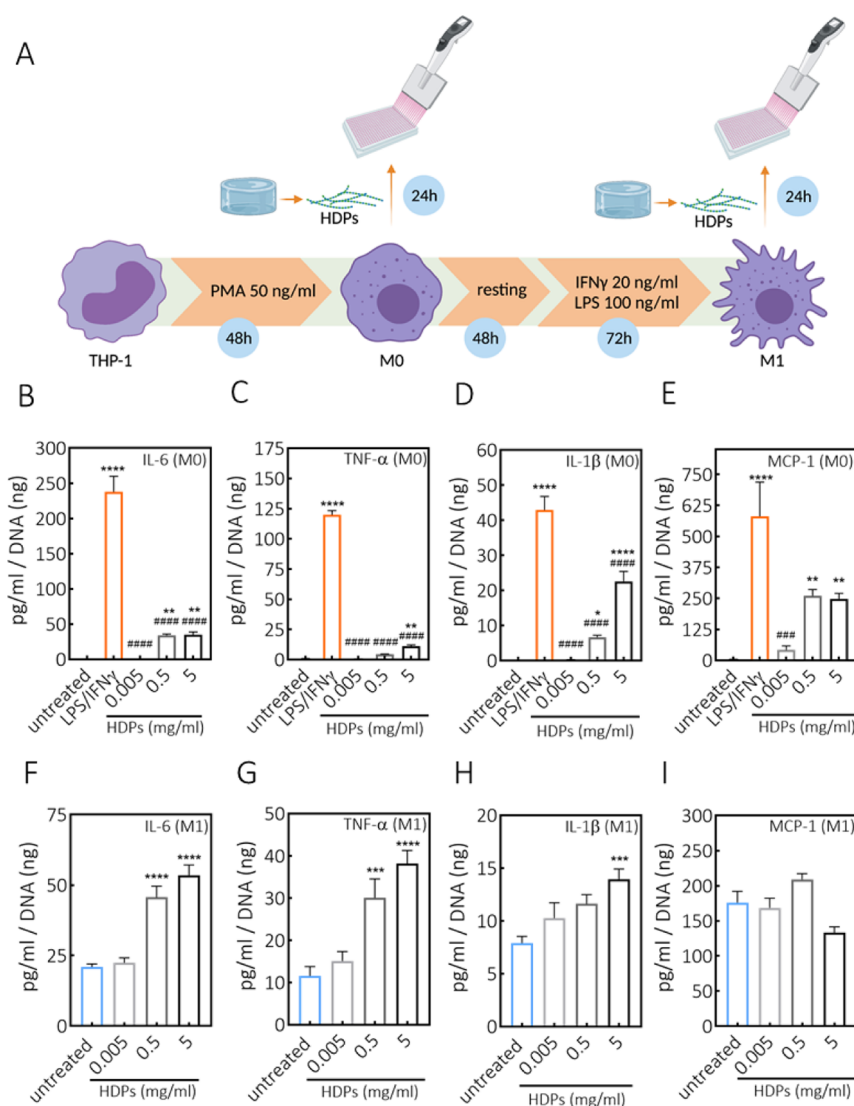 A
24h
24h
HDPs
HDPs
PMA 50 ng/ml
resting
IFNγ 20 ng/ml
LPS 100 ng/ml
48h
48h
72h
THP-1
M0
M1
B
IL-6 (M0)
pg/ml / DNA (ng)
300
250
200
150
100
50
0
****
####
**
####
**
####
untreated
LPS/IFNγ
0.005
0.5
5
HDPs (mg/ml)
C
TNF-α (M0)
pg/ml / DNA (ng)
175
150
125
100
75
50
25
0
****
####
####
**
####
untreated
LPS/IFNγ
0.005
0.5
5
HDPs (mg/ml)
D
IL-1β (M0)
pg/ml / DNA (ng)
60
50
40
30
20
10
0
****
####
*
####
****
####
untreated
LPS/IFNγ
0.005
0.5
5
HDPs (mg/ml)
E
MCP-1 (M0)
pg/ml / DNA (ng)
750
625
500
375
250
125
0
****
###
**
**
untreated
LPS/IFNγ
0.005
0.5
5
HDPs (mg/ml)
F
IL-6 (M1)
pg/ml / DNA (ng)
75
50
25
0
****
****
untreated
0.005
0.5
5
HDPs (mg/ml)
G
TNF-α (M1)
pg/ml / DNA (ng)
50
40
30
20
10
0
***
****
untreated
0.005
0.5
5
HDPs (mg/ml)
H
IL-1β (M1)
pg/ml / DNA (ng)
20
15
10
5
0
***
untreated
0.005
0.5
5
HDPs (mg/ml)
I
MCP-1 (M1)
pg/ml / DNA (ng)
300
250
200
150
100
50
0
untreated
0.005
0.5
5
HDPs (mg/ml)